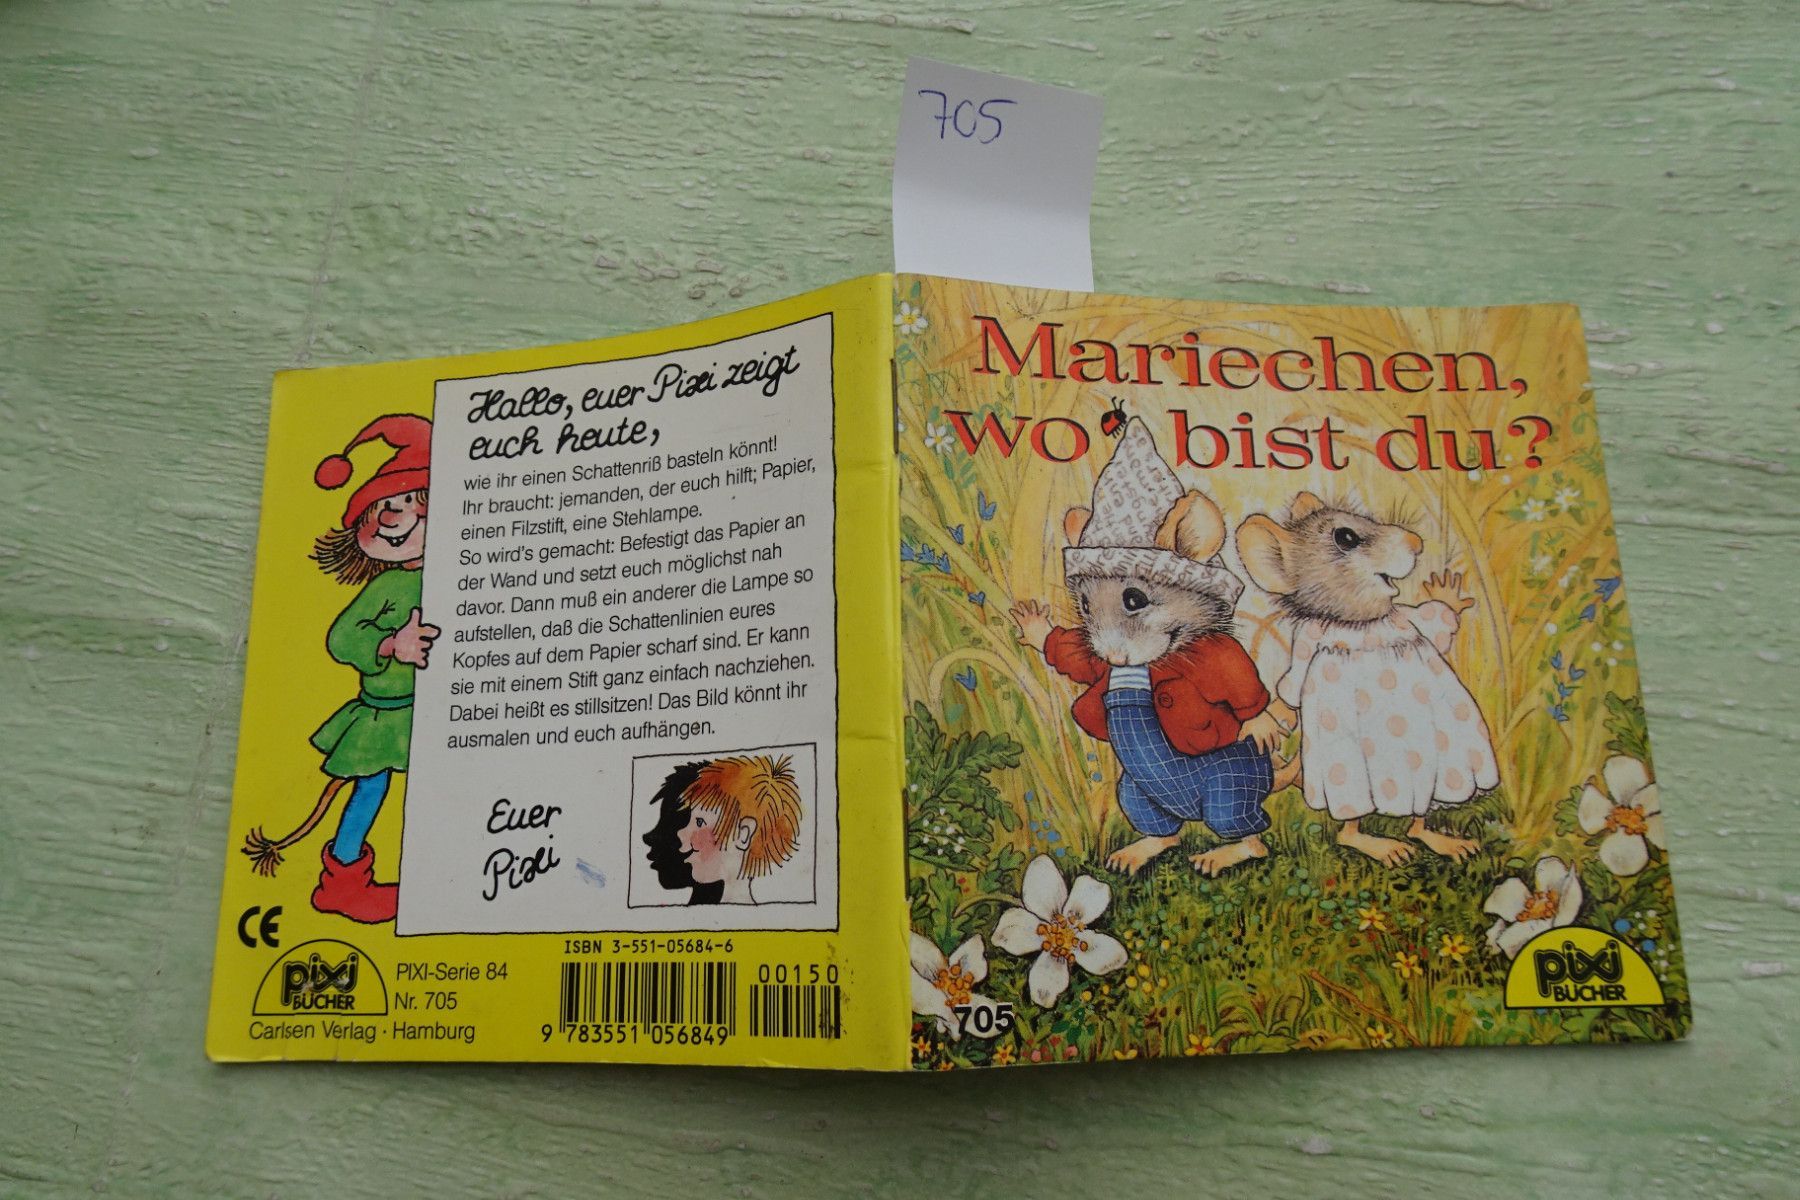 705
Hallo, euer Pixi zeigt
euch heute,
wie ihr einen Schattenriß basteln könnt!
Ihr braucht: jemanden, der euch hilft; Papier,
einen Filzstift, eine Stehlampe.
So wird's gemacht: Befestigt das Papier an
der Wand und setzt euch möglichst nah
davor. Dann muß ein anderer die Lampe so
aufstellen, daß die Schattenlinien eures
Kopfes auf dem Papier scharf sind. Er kann
sie mit einem Stift ganz einfach nachziehen.
Dabei heißt es stillsitzen! Das Bild könnt ihr
ausmalen und euch aufhängen.
Euer
Pixi
CE
pixi
BÜCHER
PIXI-Serie 84
Nr. 705
Carlsen Verlag · Hamburg
ISBN 3-551-05684-6
00150
9 783551 056849
Mariechen,
wo bist du?
705
pixi
BÜCHER